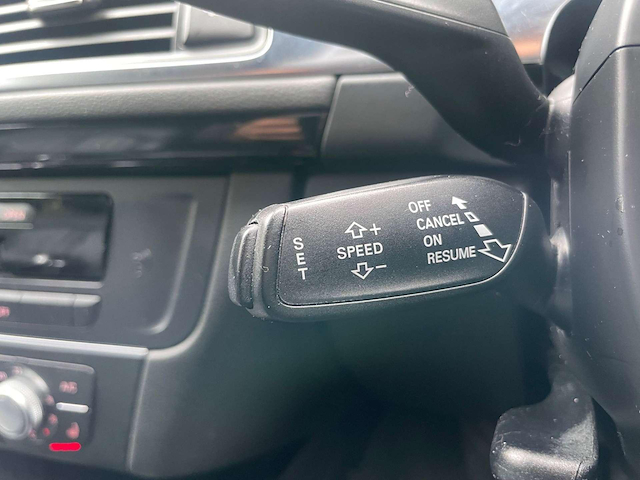 OFF
CANCEL
ON
RESUME
+
SPEED
-
SET